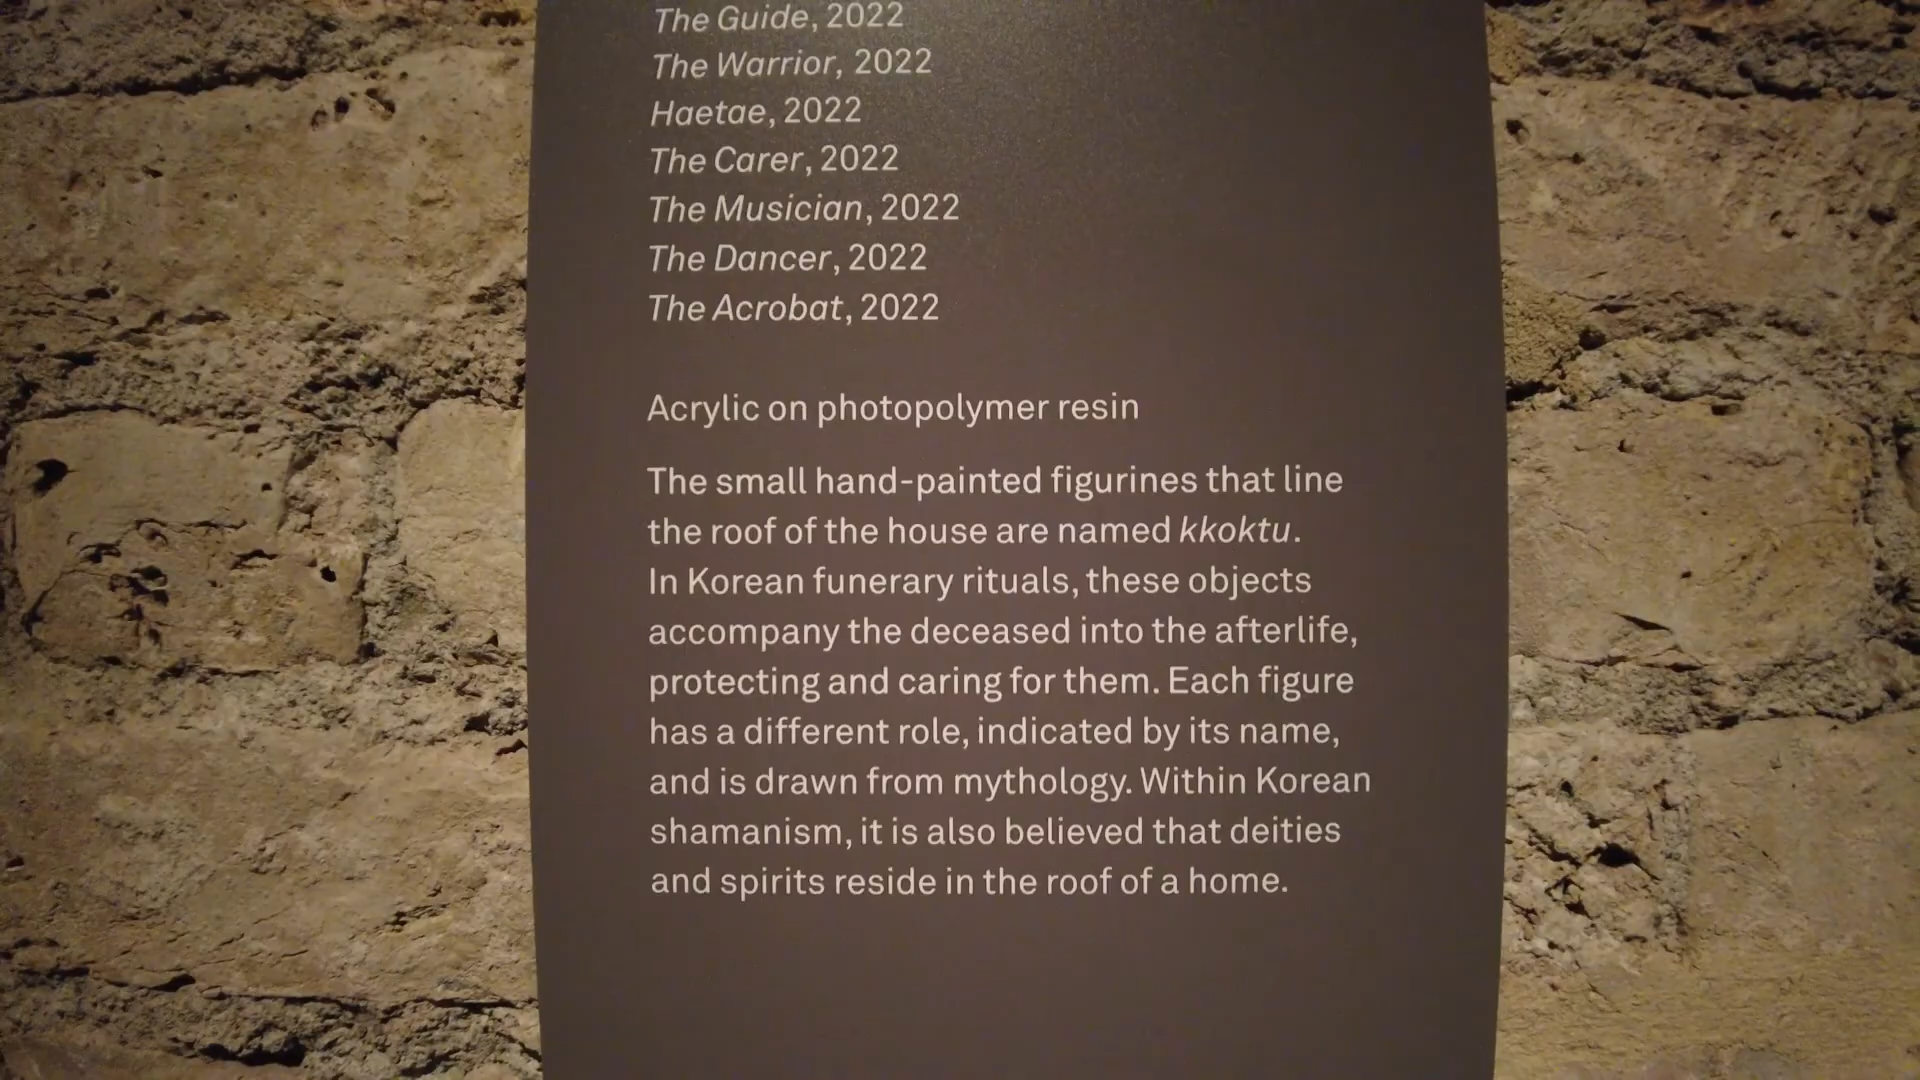 The Guide, 2022
The Warrior, 2022
Haetae, 2022
The Carer, 2022
The Musician, 2022
The Dancer, 2022
The Acrobat, 2022
Acrylic on photopolymer resin
The small hand-painted figurines that line
the roof of the house are named kkoktu.
In Korean funerary rituals, these objects
accompany the deceased into the afterlife,
protecting and caring for them. Each figure
has a different role, indicated by its name,
and is drawn from mythology. Within Korean
shamanism, it is also believed that deities
and spirits reside in the roof of a home.